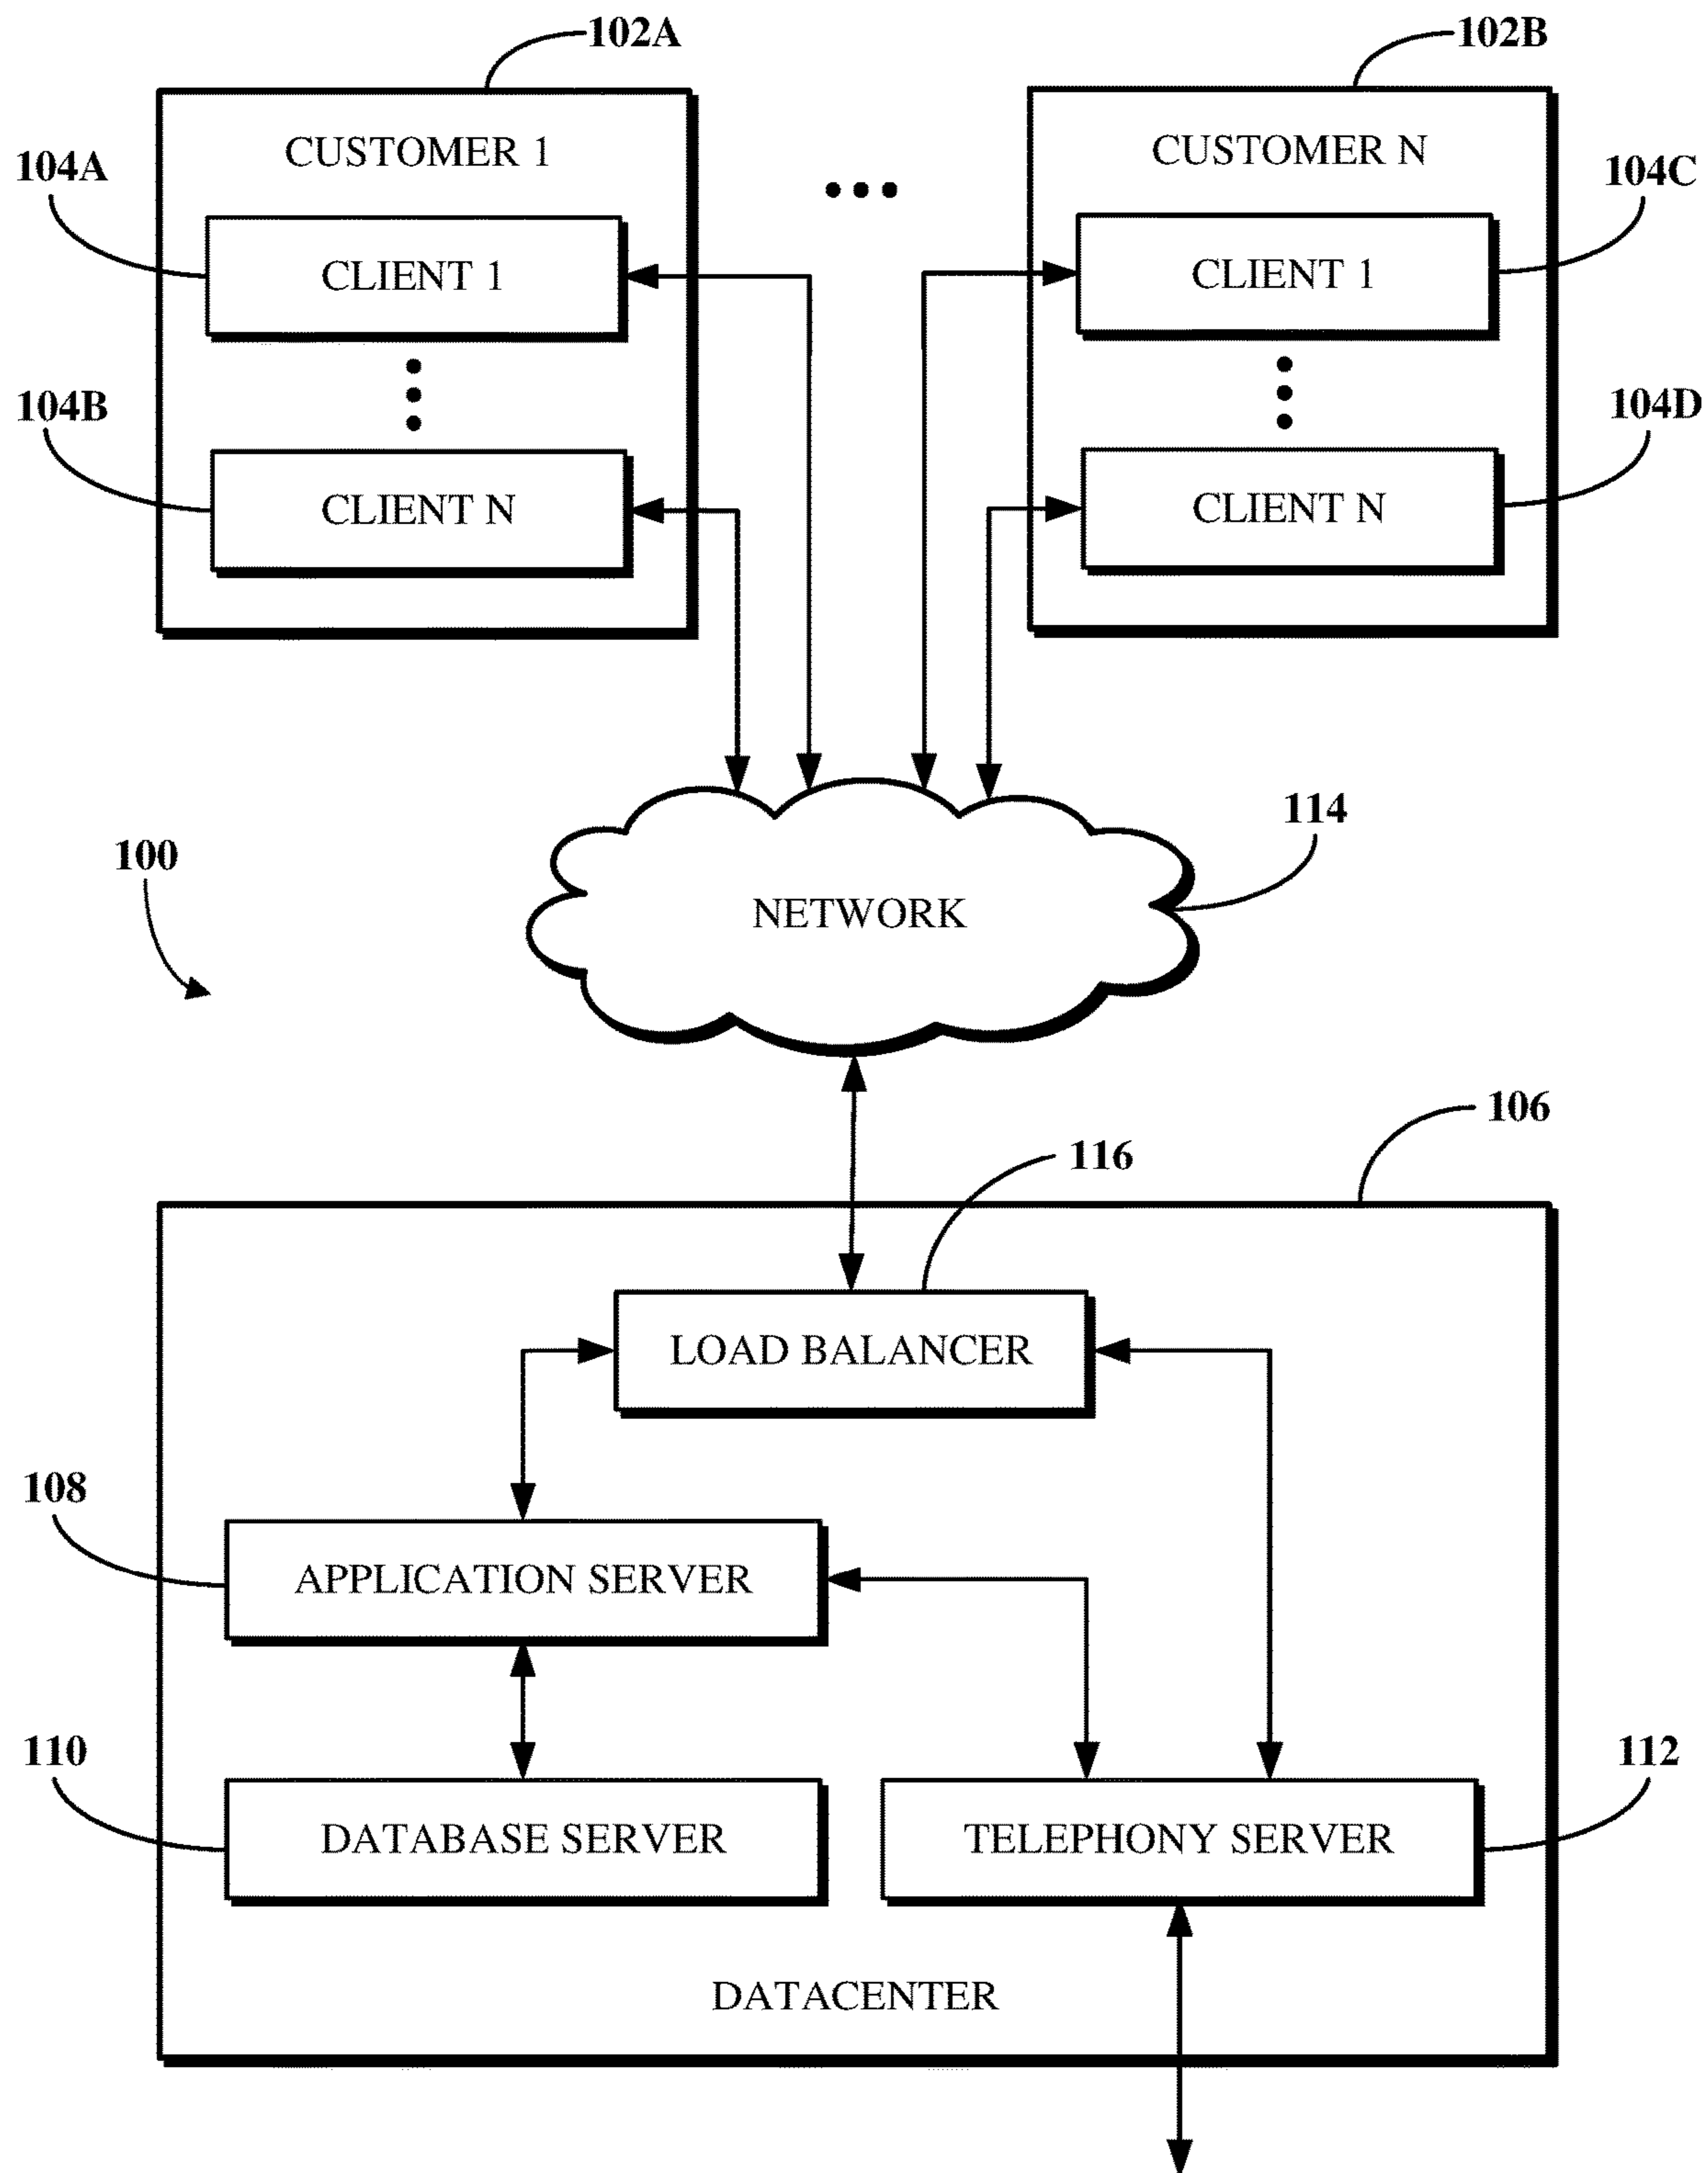 102A
102B
CUSTOMER 1
CUSTOMER N
104A
104C
CLIENT 1
CLIENT 1
104B
104D
CLIENT N
CLIENT N
114
100
NETWORK
106
116
LOAD BALANCER
108
APPLICATION SERVER
110
112
DATABASE SERVER
TELEPHONY SERVER
DATACENTER